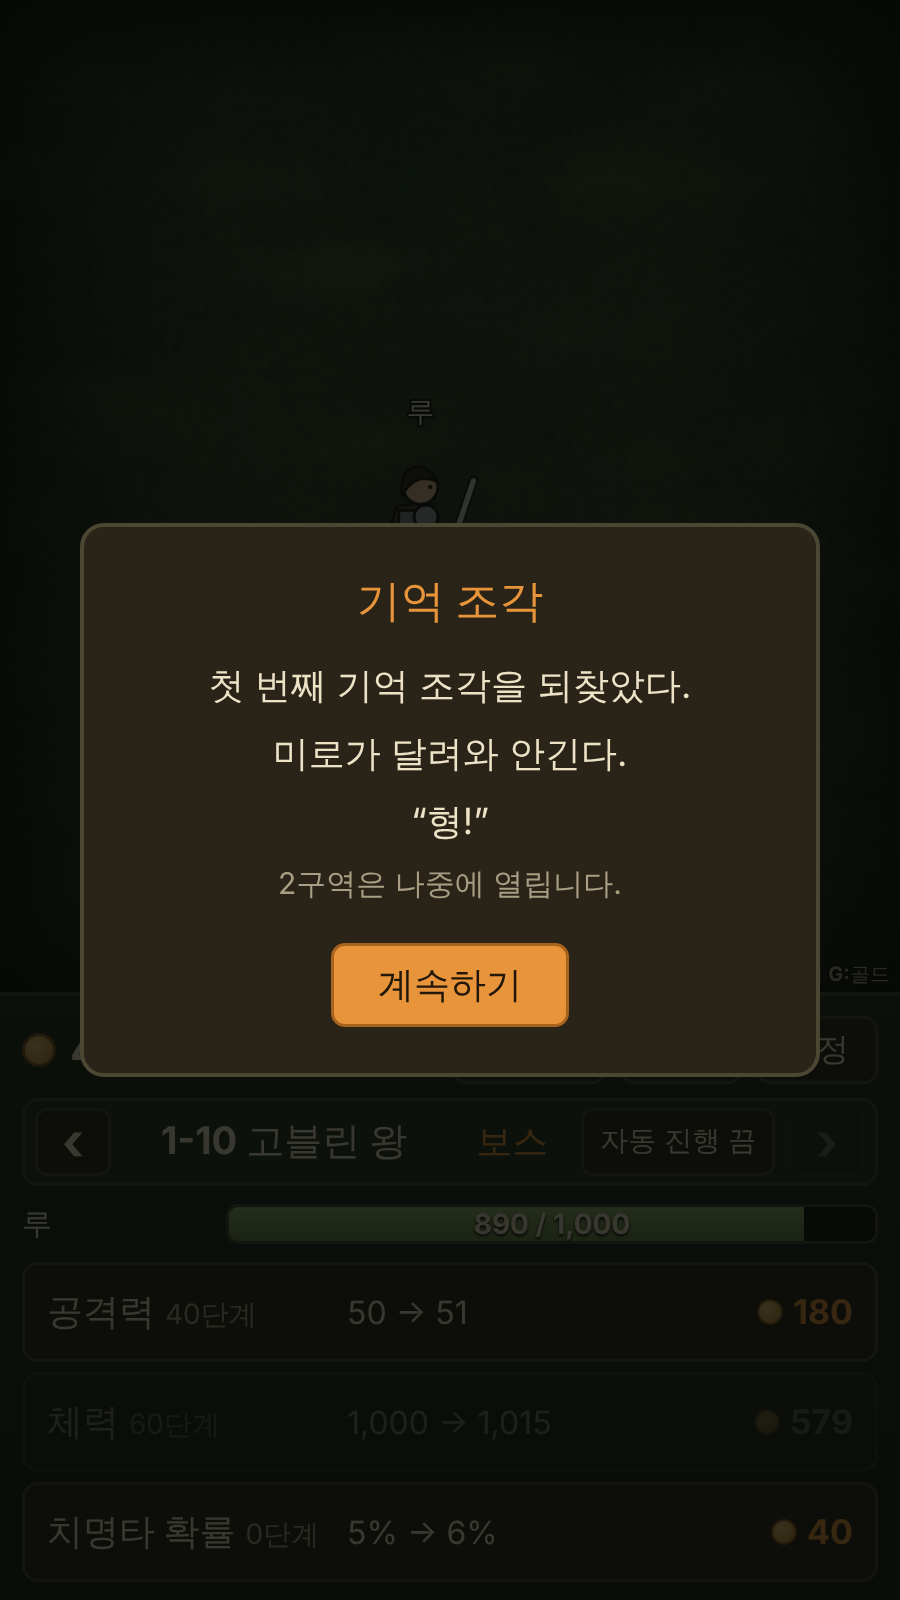 루
기억 조각
첫 번째 기억 조각을 되찾았다.
미로가 달려와 안긴다.
“형!”
2구역은 나중에 열립니다.
계속하기
G:골드
정
‹ 1-10 고블린 왕 보스 자동 진행 끔 ›
루 890 / 1,000
공격력 40단계 50 → 51 180
체력 60단계 1,000 → 1,015 579
치명타 확률 0단계 5% → 6% 40